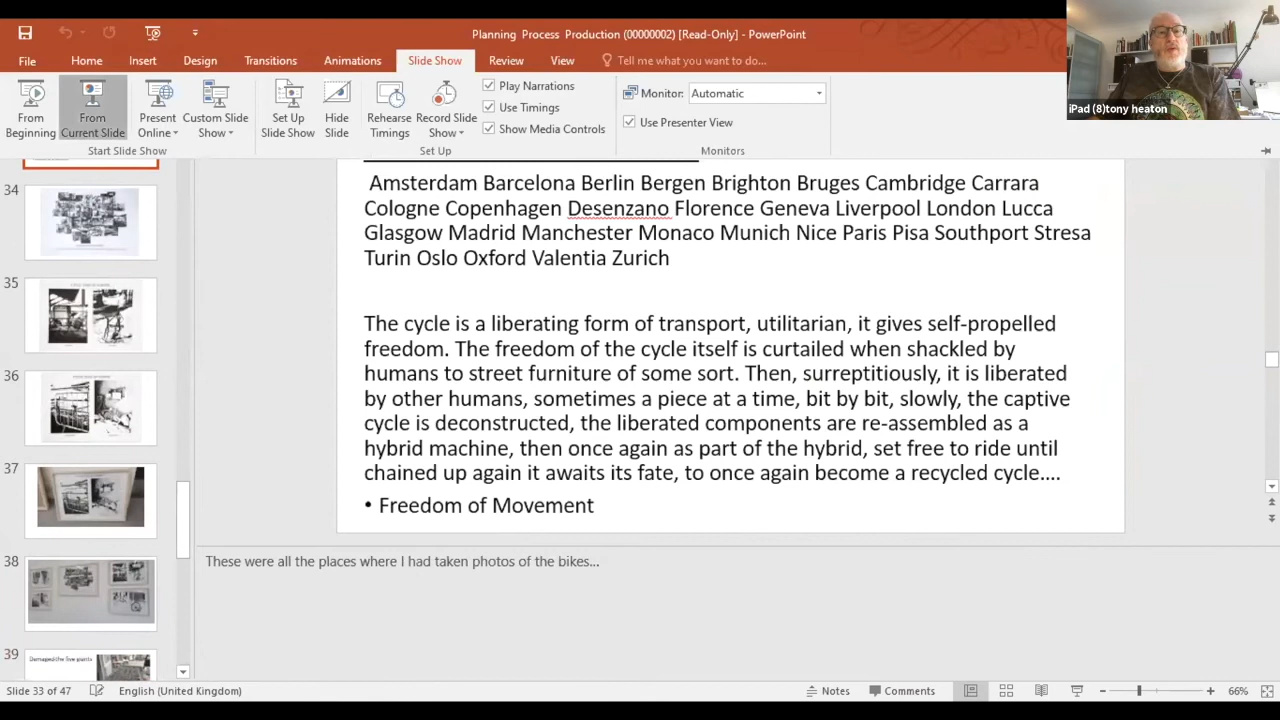 Planning Process Production (00000002) [Read-Only] - PowerPoint
File Home Insert Design Transitions Animations Slide Show Review View Tell me what you want to do...
From Beginning
From Current Slide
Present Online
Custom Slide Show
Start Slide Show
Set Up Slide Show
Hide Slide
Rehearse Timings
Record Slide Show
Play Narrations
Use Timings
Show Media Controls
Set Up
Monitor: Automatic
Use Presenter View
Monitors
iPad (8)tony heaton
34
35
36
37
38
39
Damaged the five giants
Amsterdam Barcelona Berlin Bergen Brighton Bruges Cambridge Carrara
Cologne Copenhagen Desenzano Florence Geneva Liverpool London Lucca
Glasgow Madrid Manchester Monaco Munich Nice Paris Pisa Southport Stresa
Turin Oslo Oxford Valentia Zurich
The cycle is a liberating form of transport, utilitarian, it gives self-propelled
freedom. The freedom of the cycle itself is curtailed when shackled by
humans to street furniture of some sort. Then, surreptitiously, it is liberated
by other humans, sometimes a piece at a time, bit by bit, slowly, the captive
cycle is deconstructed, the liberated components are re-assembled as a
hybrid machine, then once again as part of the hybrid, set free to ride until
chained up again it awaits its fate, to once again become a recycled cycle....
• Freedom of Movement
These were all the places where I had taken photos of the bikes...
Slide 33 of 47 English (United Kingdom) Notes Comments 66%